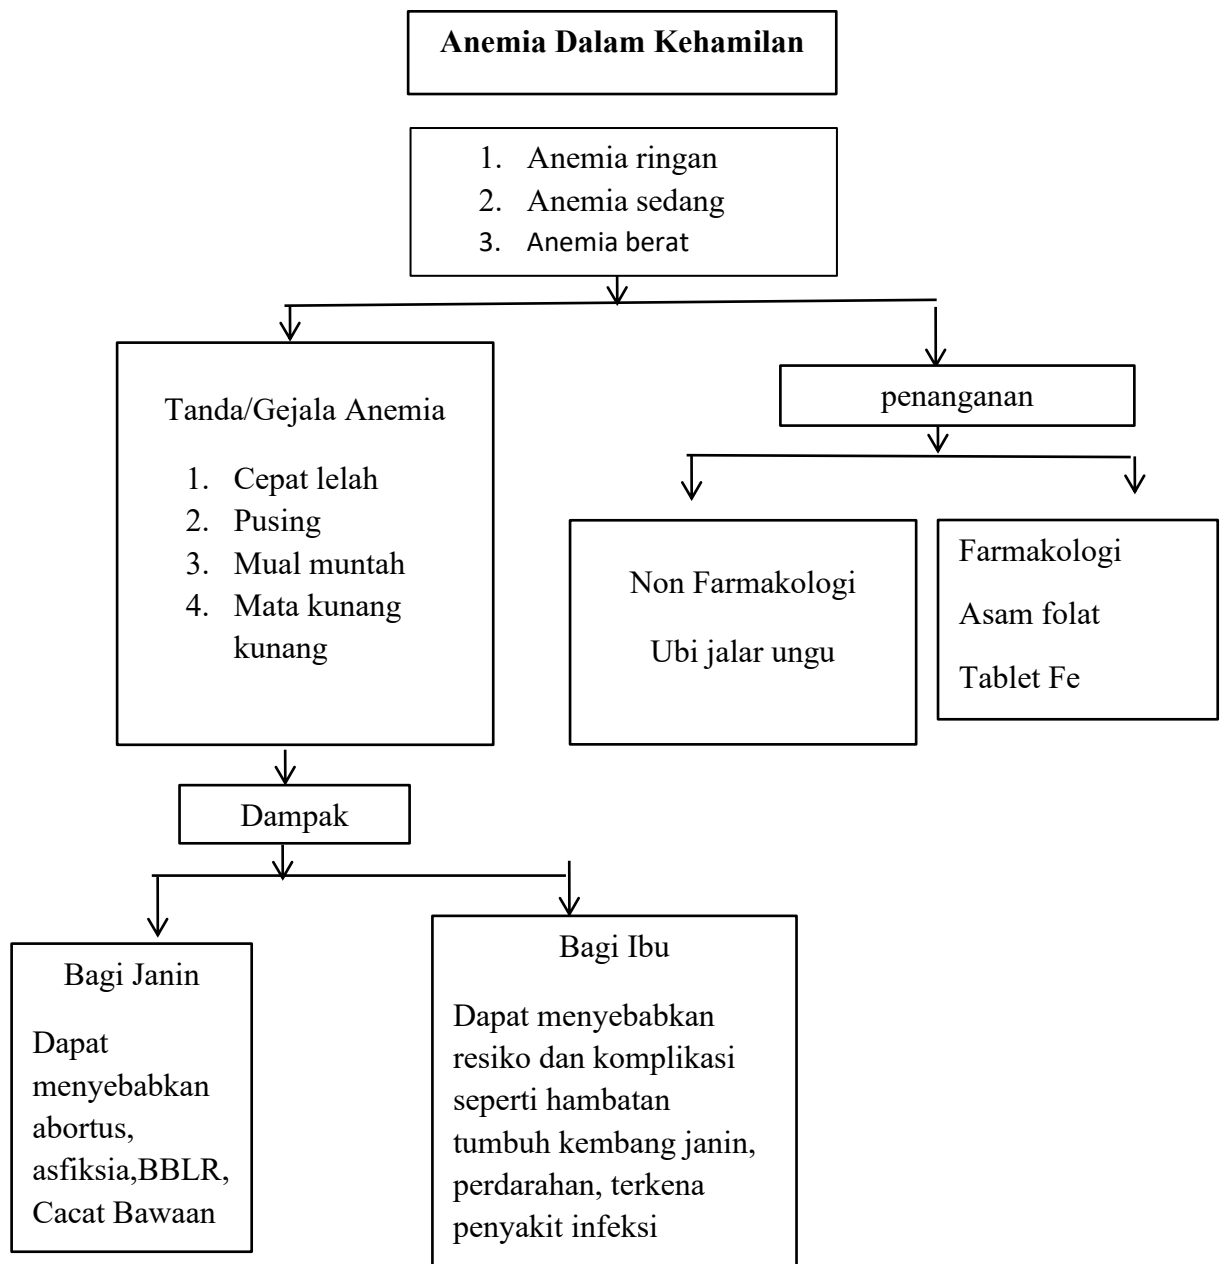 Anemia Dalam Kehamilan
1. Anemia ringan
2. Anemia sedang
3. Anemia berat
Tanda/Gejala Anemia
1. Cepat lelah
2. Pusing
3. Mual muntah
4. Mata kunang
kunang
penanganan
Non Farmakologi
Ubi jalar ungu
Farmakologi
Asam folat
Tablet Fe
Dampak
Bagi Janin
Dapat
menyebabkan
abortus,
asfiksia,BBLR,
Cacat Bawaan
Bagi Ibu
Dapat menyebabkan
resiko dan komplikasi
seperti hambatan
tumbuh kembang janin,
perdarahan, terkena
penyakit infeksi